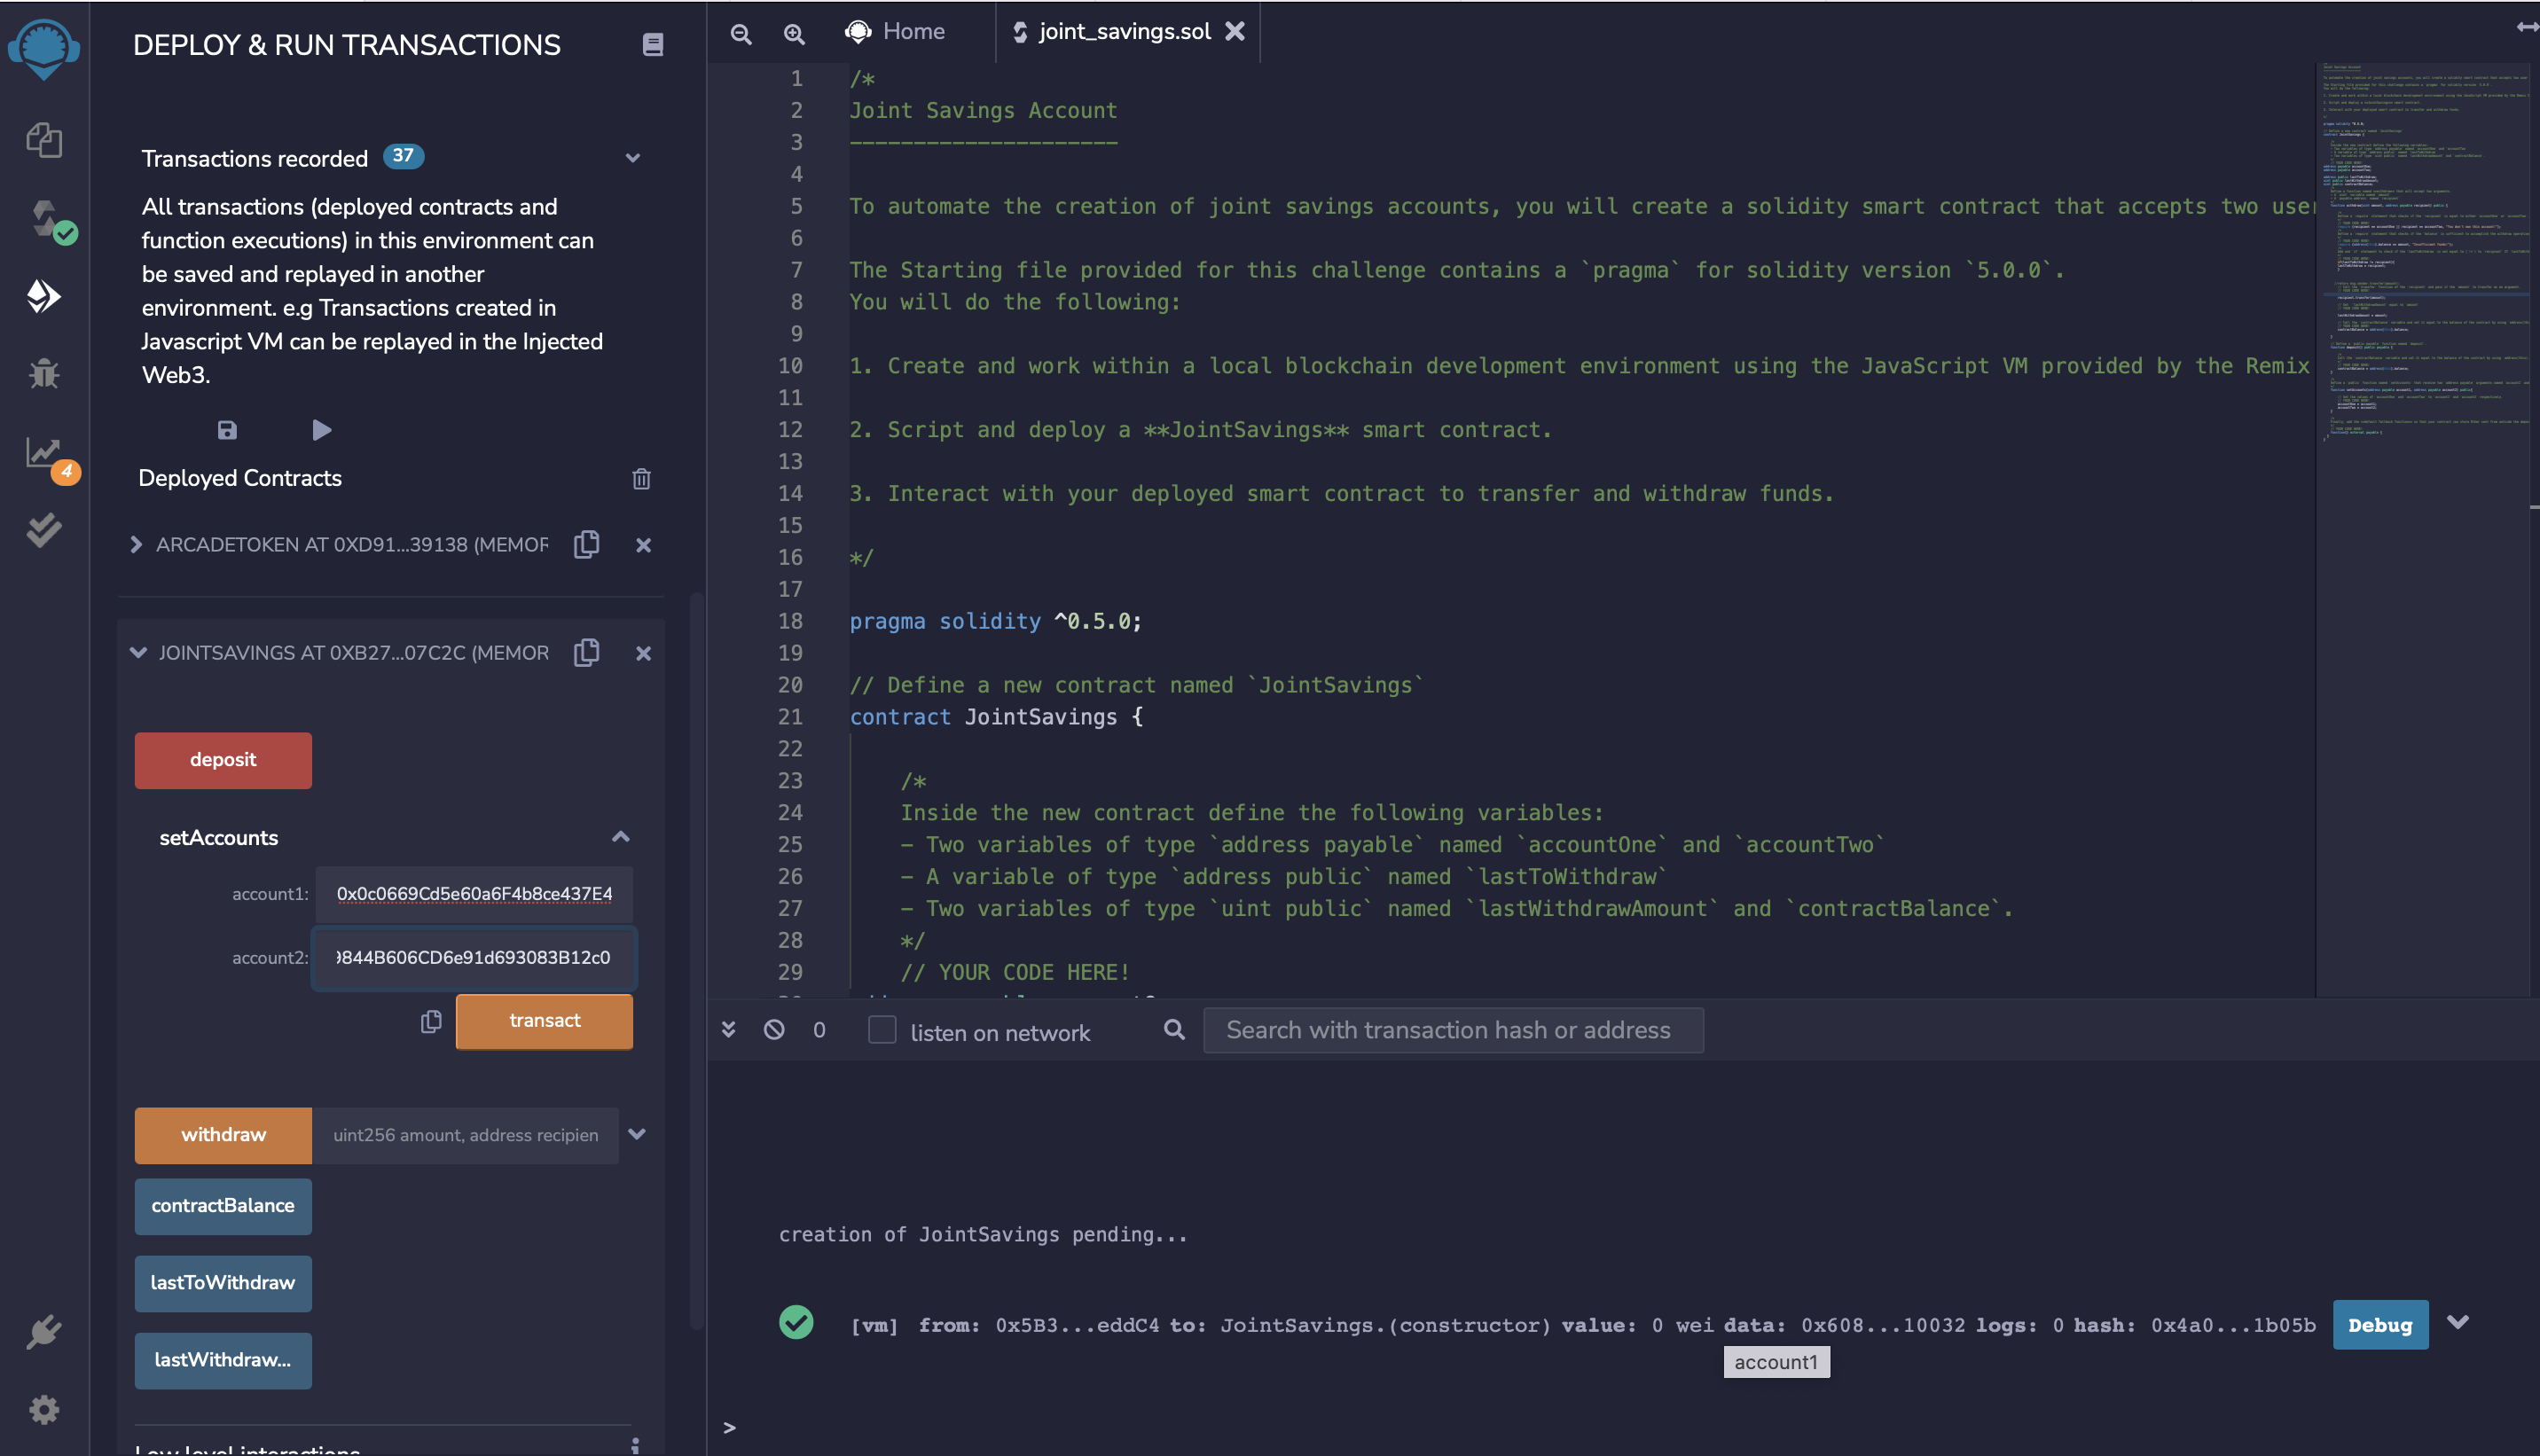 DEPLOY & RUN TRANSACTIONS
Transactions recorded 37
All transactions (deployed contracts and
function executions) in this environment can
be saved and replayed in another
environment. e.g Transactions created in
Javascript VM can be replayed in the Injected
Web3.
Deployed Contracts
4
ARCADETOKEN AT 0XD91...39138 (MEMOR
JOINTSAVINGS AT 0XB27...07C2C (MEMOR
deposit
setAccounts
account1: 0x0c0669Cd5e60a6F4b8ce437E4
account2: 9844B606CD6e91d693083B12c0
transact
withdraw uint256 amount, address recipien
contractBalance
lastToWithdraw
lastWithdraw...
Low level interactions
Home joint_savings.sol
1 /*
2 Joint Savings Account
3 ---------------------
4
5 To automate the creation of joint savings accounts, you will create a solidity smart contract that accepts two user
6
7 The Starting file provided for this challenge contains a `pragma` for solidity version `5.0.0`.
8 You will do the following:
9
10 1. Create and work within a local blockchain development environment using the JavaScript VM provided by the Remix
11
12 2. Script and deploy a **JointSavings** smart contract.
13
14 3. Interact with your deployed smart contract to transfer and withdraw funds.
15
16 */
17
18 pragma solidity ^0.5.0;
19
20 // Define a new contract named `JointSavings`
21 contract JointSavings {
22
23 /*
24 Inside the new contract define the following variables:
25 - Two variables of type `address payable` named `accountOne` and `accountTwo`
26 - A variable of type `address public` named `lastToWithdraw`
27 - Two variables of type `uint public` named `lastWithdrawAmount` and `contractBalance`.
28 */
29 // YOUR CODE HERE!
0 listen on network Search with transaction hash or address
creation of JointSavings pending...
[vm] from: 0x5B3...eddC4 to: JointSavings.(constructor) value: 0 wei data: 0x608...10032 logs: 0 hash: 0x4a0...1b05b Debug
account1
>